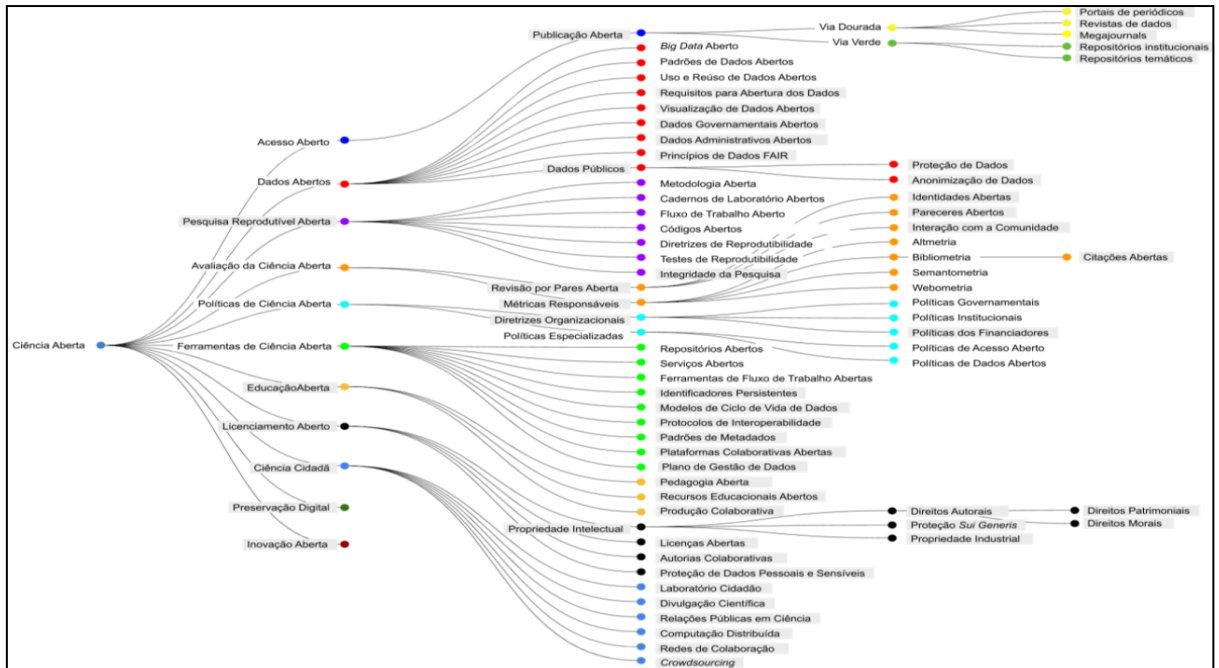 Ciência Aberta
Acesso Aberto
Dados Abertos
Pesquisa Reprodutível Aberta
Avaliação da Ciência Aberta
Políticas de Ciência Aberta
Ferramentas de Ciência Aberta
EducaçãoAberta
Licenciamento Aberto
Ciência Cidadã
Preservação Digital
Inovação Aberta
Publicação Aberta
Big Data Aberto
Padrões de Dados Abertos
Uso e Reúso de Dados Abertos
Requisitos para Abertura dos Dados
Visualização de Dados Abertos
Dados Governamentais Abertos
Dados Administrativos Abertos
Princípios de Dados FAIR
Dados Públicos
Metodologia Aberta
Cadernos de Laboratório Abertos
Fluxo de Trabalho Aberto
Códigos Abertos
Diretrizes de Reprodutibilidade
Testes de Reprodutibilidade
Integridade da Pesquisa
Revisão por Pares Aberta
Métricas Responsáveis
Diretrizes Organizacionais
Políticas Especializadas
Repositórios Abertos
Serviços Abertos
Ferramentas de Fluxo de Trabalho Abertas
Identificadores Persistentes
Modelos de Ciclo de Vida de Dados
Protocolos de Interoperabilidade
Padrões de Metadados
Plataformas Colaborativas Abertas
Plano de Gestão de Dados
Pedagogia Aberta
Recursos Educacionais Abertos
Produção Colaborativa
Propriedade Intelectual
Licenças Abertas
Autorias Colaborativas
Proteção de Dados Pessoais e Sensíveis
Laboratório Cidadão
Divulgação Científica
Relações Públicas em Ciência
Computação Distribuída
Redes de Colaboração
Crowdsourcing
Via Dourada
Via Verde
Proteção de Dados
Anonimização de Dados
Identidades Abertas
Pareceres Abertos
Interação com a Comunidade
Altmetria
Bibliometria
Semantometria
Webometria
Políticas Governamentais
Políticas Institucionais
Políticas dos Financiadores
Políticas de Acesso Aberto
Políticas de Dados Abertos
Direitos Autorais
Proteção Sui Generis
Propriedade Industrial
Portais de periódicos
Revistas de dados
Megajournals
Repositórios institucionais
Repositórios temáticos
Citações Abertas
Direitos Patrimoniais
Direitos Morais